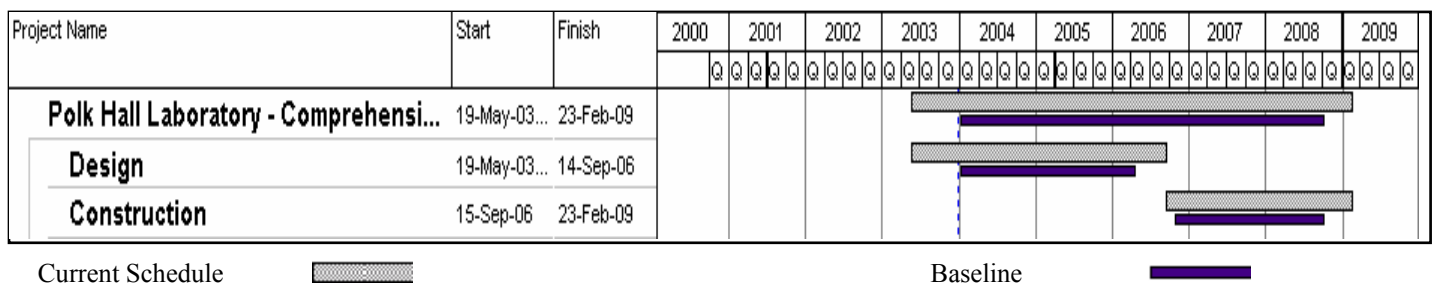 Project Name Start Finish 2000 2001 2002 2003 2004 2005 2006 2007 2008 2009
Q Q Q Q Q Q Q Q Q Q Q Q Q Q Q Q Q Q Q Q Q Q Q Q Q Q Q Q Q Q Q Q Q Q Q Q Q
Polk Hall Laboratory - Comprehensi... 19-May-03... 23-Feb-09
Design 19-May-03... 14-Sep-06
Construction 15-Sep-06 23-Feb-09
Current Schedule Baseline